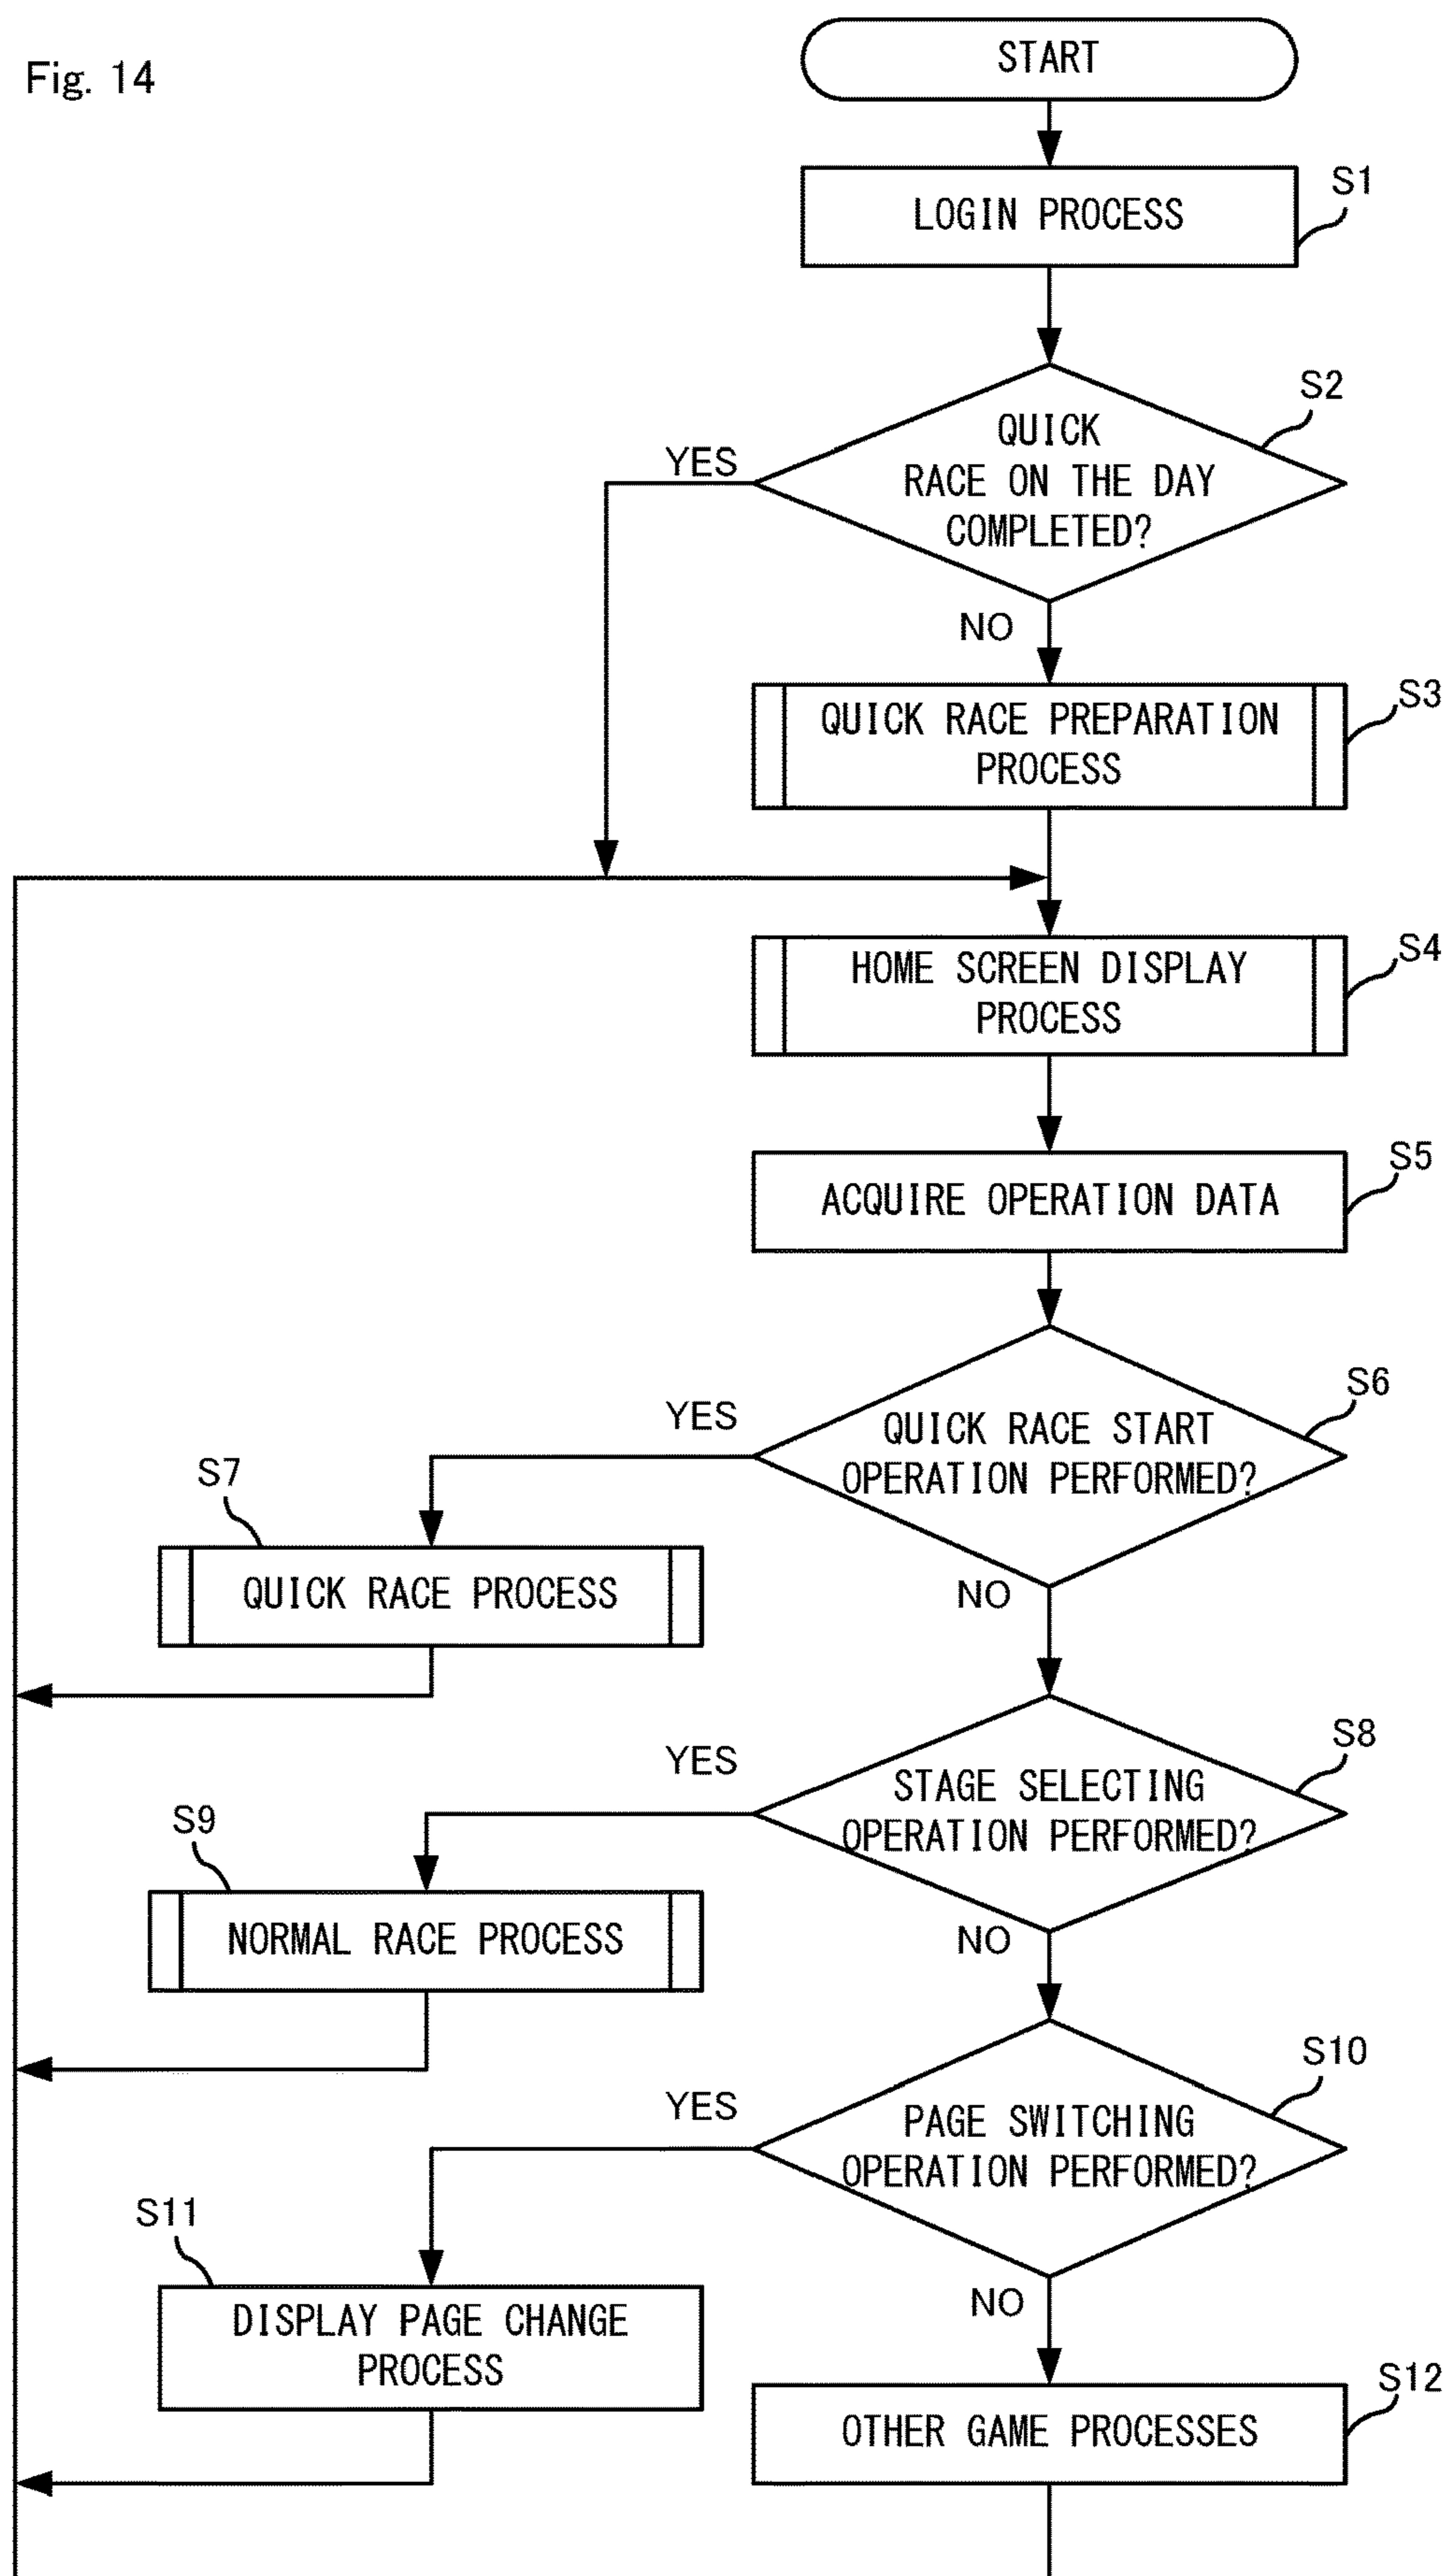 Fig. 14
START
S1
LOGIN PROCESS
S2
QUICK
YES
RACE ON THE DAY
COMPLETED?
NO
S3
QUICK RACE PREPARATION
PROCESS
S4
HOME SCREEN DISPLAY
PROCESS
S5
ACQUIRE OPERATION DATA
S6
YES
QUICK RACE START
OPERATION PERFORMED?
S7
QUICK RACE PROCESS
NO
S8
YES
STAGE SELECTING
OPERATION PERFORMED?
S9
NORMAL RACE PROCESS
NO
S10
YES
PAGE SWITCHING
OPERATION PERFORMED?
S11
DISPLAY PAGE CHANGE
PROCESS
NO
S12
OTHER GAME PROCESSES